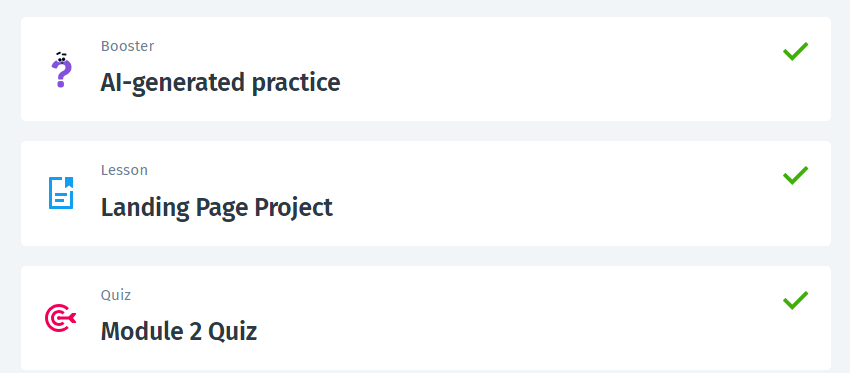 Booster
AI-generated practice
Lesson
Landing Page Project
Quiz
Module 2 Quiz